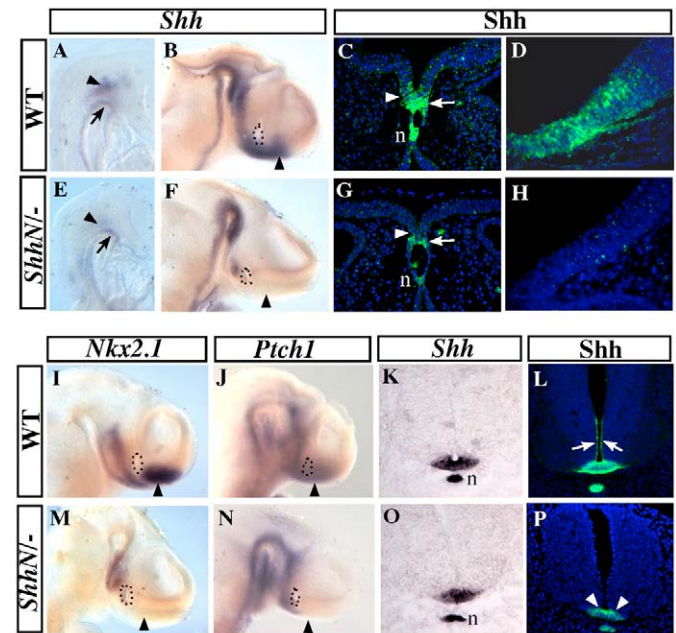 Shh Shh
A B C D
WT
n
E F G H
ShhN/-
n
Nkx2.1 Ptch1 Shh Shh
I J K L
WT
n
M N O P
ShhN/-
n